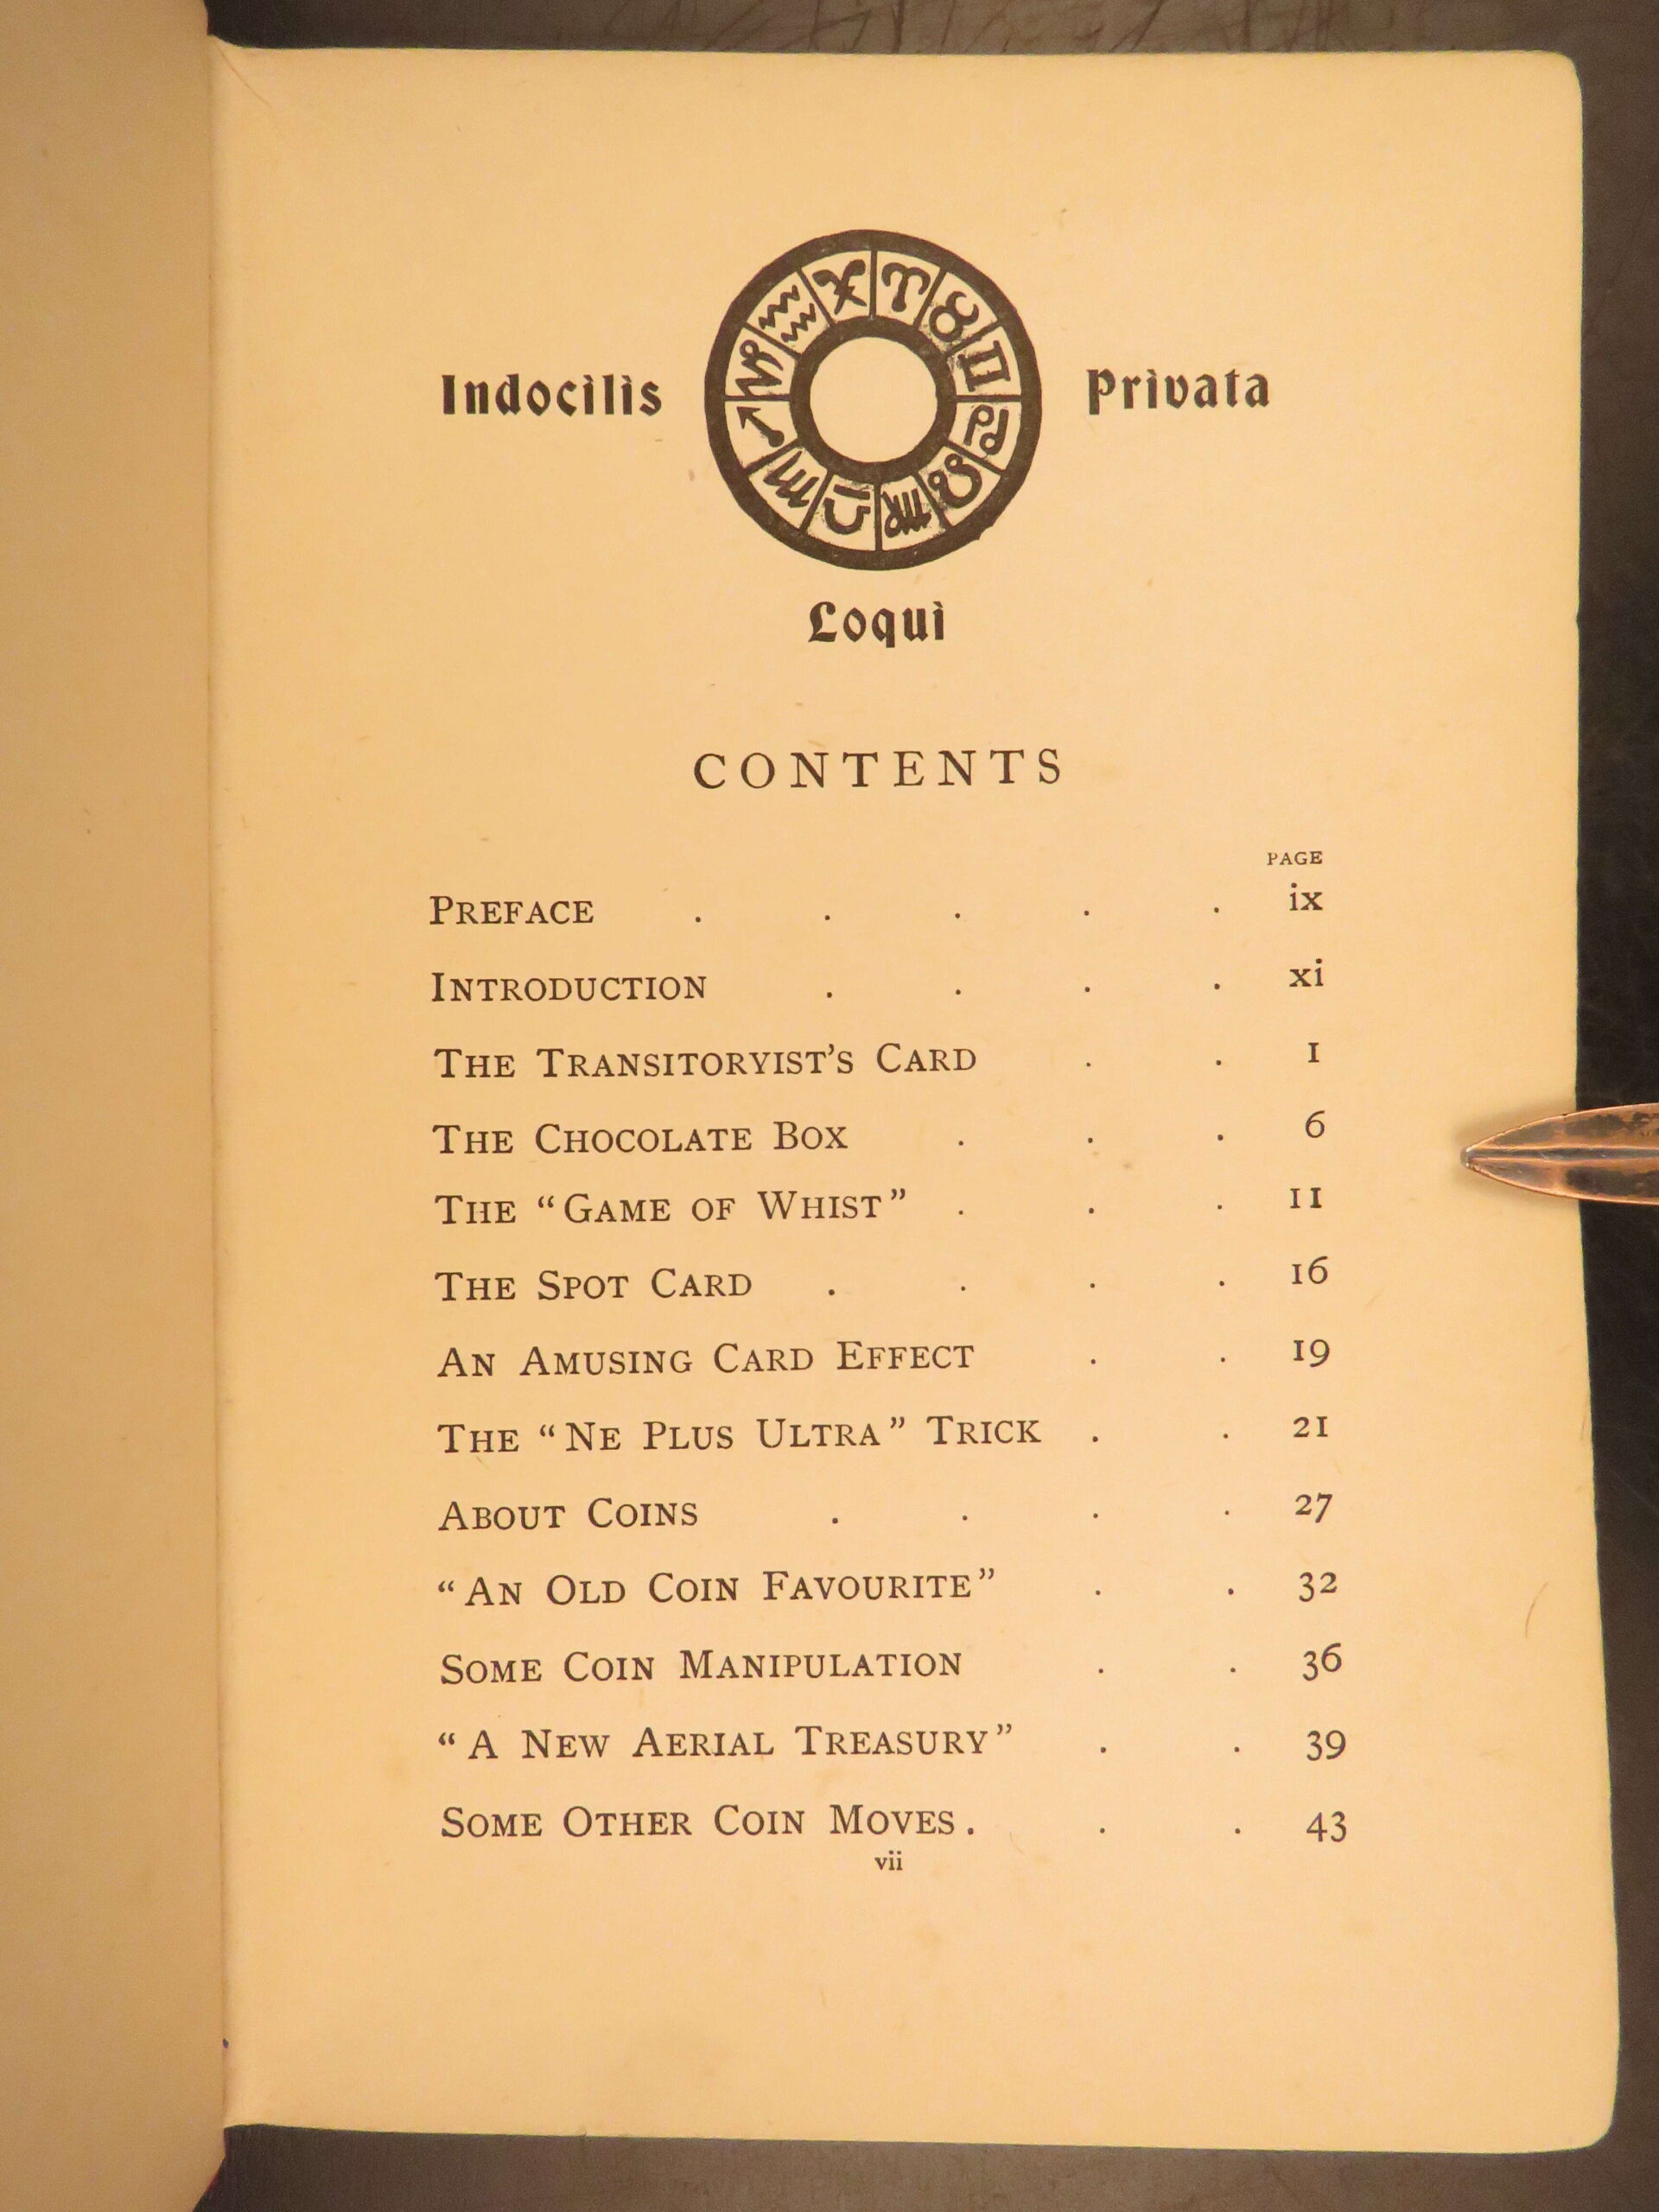 Indocilis Privata
Loqui
CONTENTS
PAGE
PREFACE . . . . . ix
INTRODUCTION . . . . xi
THE TRANSITORYIST'S CARD . . 1
THE CHOCOLATE BOX . . . 6
THE “GAME OF WHIST” . . . 11
THE SPOT CARD . . . . 16
AN AMUSING CARD EFFECT . . 19
THE “NE PLUS ULTRA” TRICK . . 21
ABOUT COINS . . . . 27
“AN OLD COIN FAVOURITE” . . 32
SOME COIN MANIPULATION . . 36
“A NEW AERIAL TREASURY” . . 39
SOME OTHER COIN MOVES . . . 43
vii